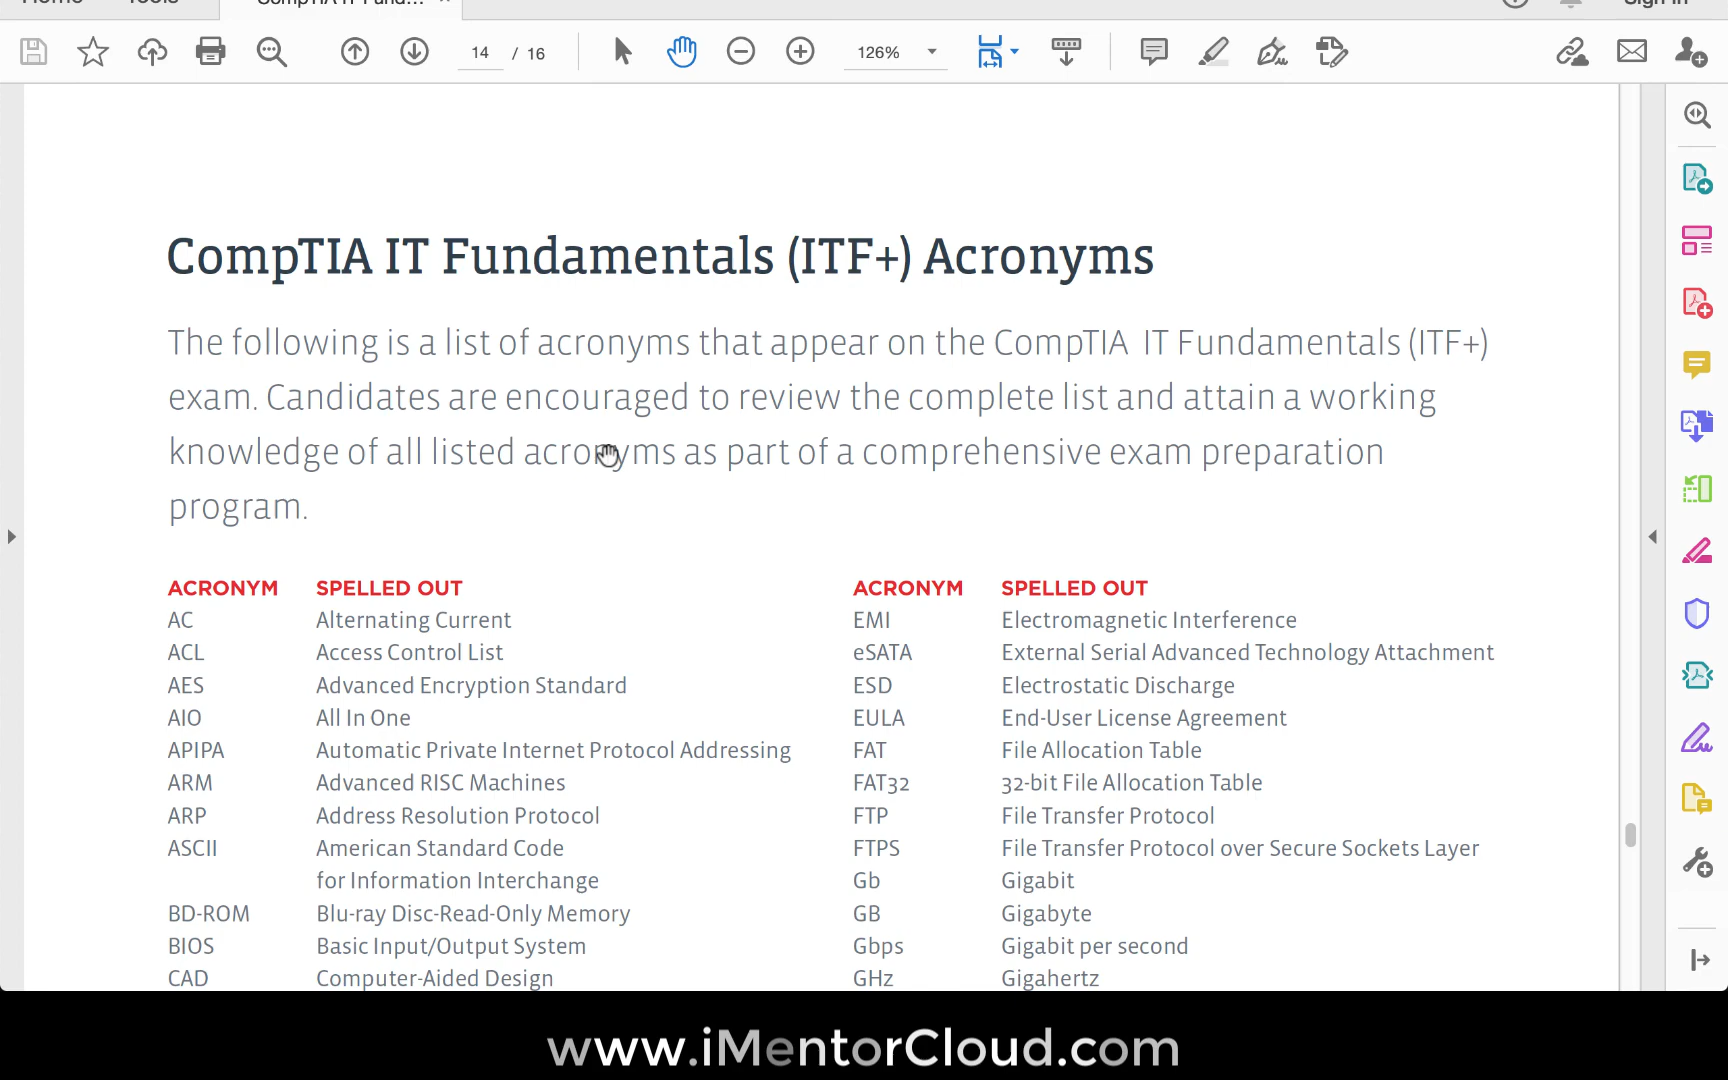 14 / 16
126%
CompTIA IT Fundamentals (ITF+) Acronyms
The following is a list of acronyms that appear on the CompTIA IT Fundamentals (ITF+)
exam. Candidates are encouraged to review the complete list and attain a working
knowledge of all listed acronyms as part of a comprehensive exam preparation
program.
ACRONYM SPELLED OUT
AC Alternating Current
ACL Access Control List
AES Advanced Encryption Standard
AIO All In One
APIPA Automatic Private Internet Protocol Addressing
ARM Advanced RISC Machines
ARP Address Resolution Protocol
ASCII American Standard Code
for Information Interchange
BD-ROM Blu-ray Disc-Read-Only Memory
BIOS Basic Input/Output System
CAD Computer-Aided Design
ACRONYM SPELLED OUT
EMI Electromagnetic Interference
eSATA External Serial Advanced Technology Attachment
ESD Electrostatic Discharge
EULA End-User License Agreement
FAT File Allocation Table
FAT32 32-bit File Allocation Table
FTP File Transfer Protocol
FTPS File Transfer Protocol over Secure Sockets Layer
Gb Gigabit
GB Gigabyte
Gbps Gigabit per second
GHz Gigahertz
www.iMentorCloud.com